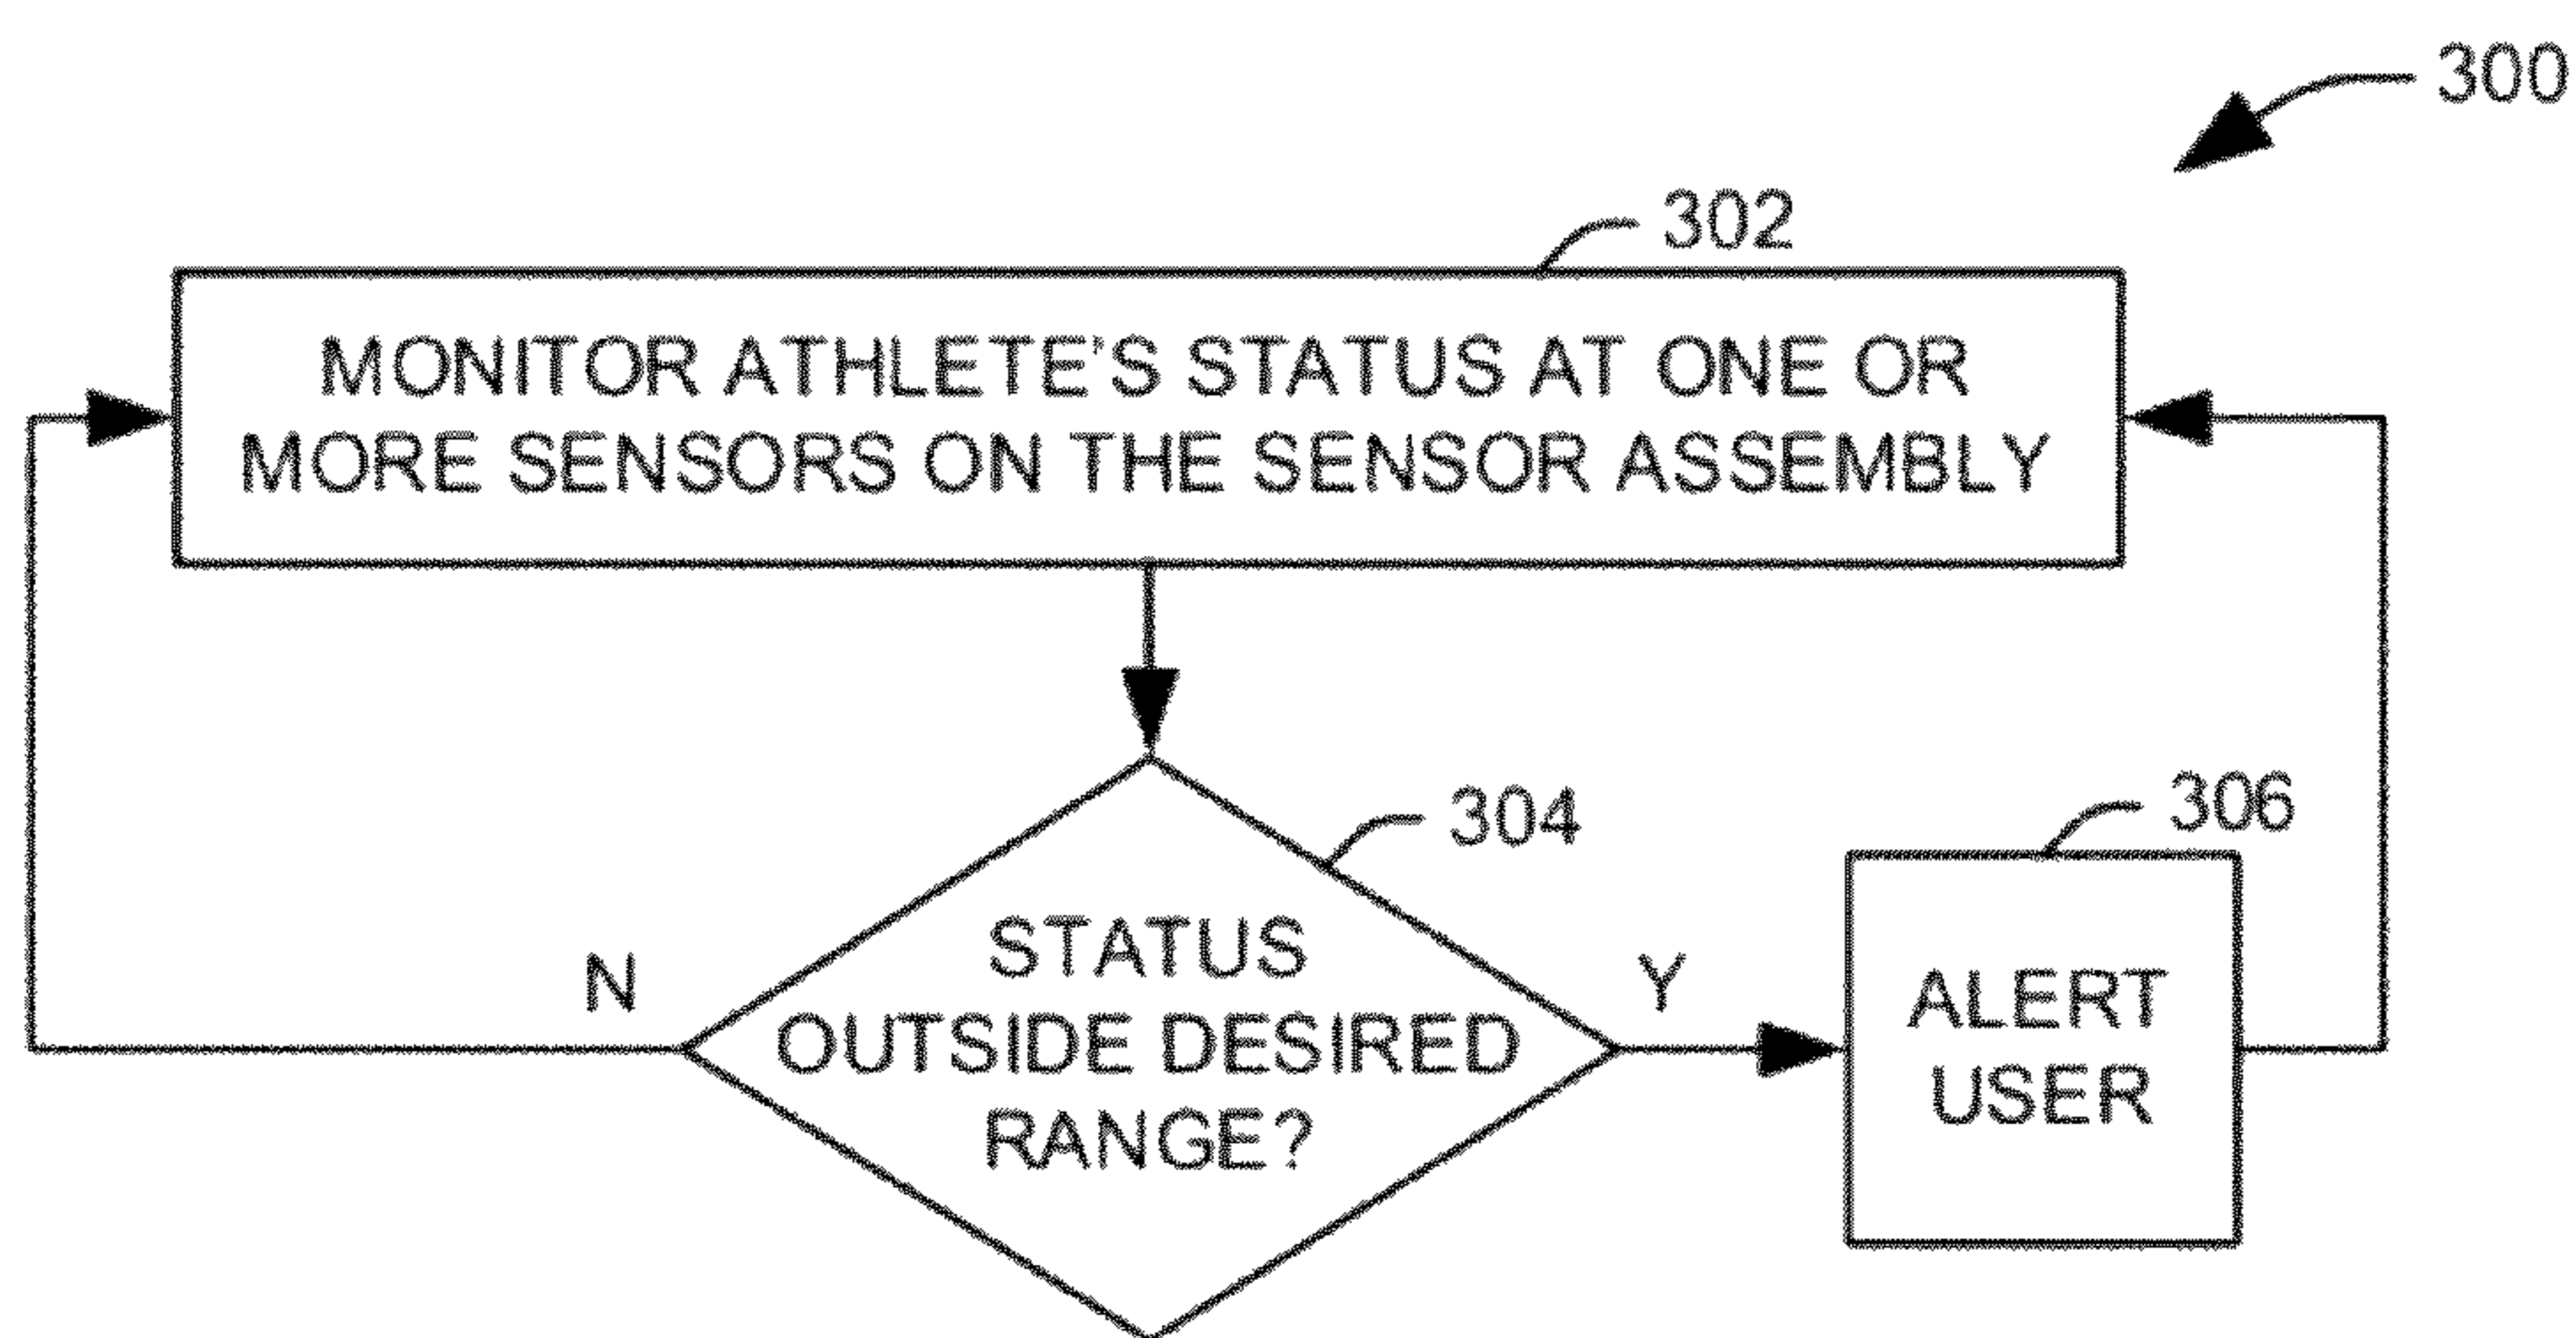 300
302
MONITOR ATHLETE'S STATUS AT ONE OR
MORE SENSORS ON THE SENSOR ASSEMBLY
304
306
N
STATUS
OUTSIDE DESIRED
RANGE?
Y
ALERT
USER